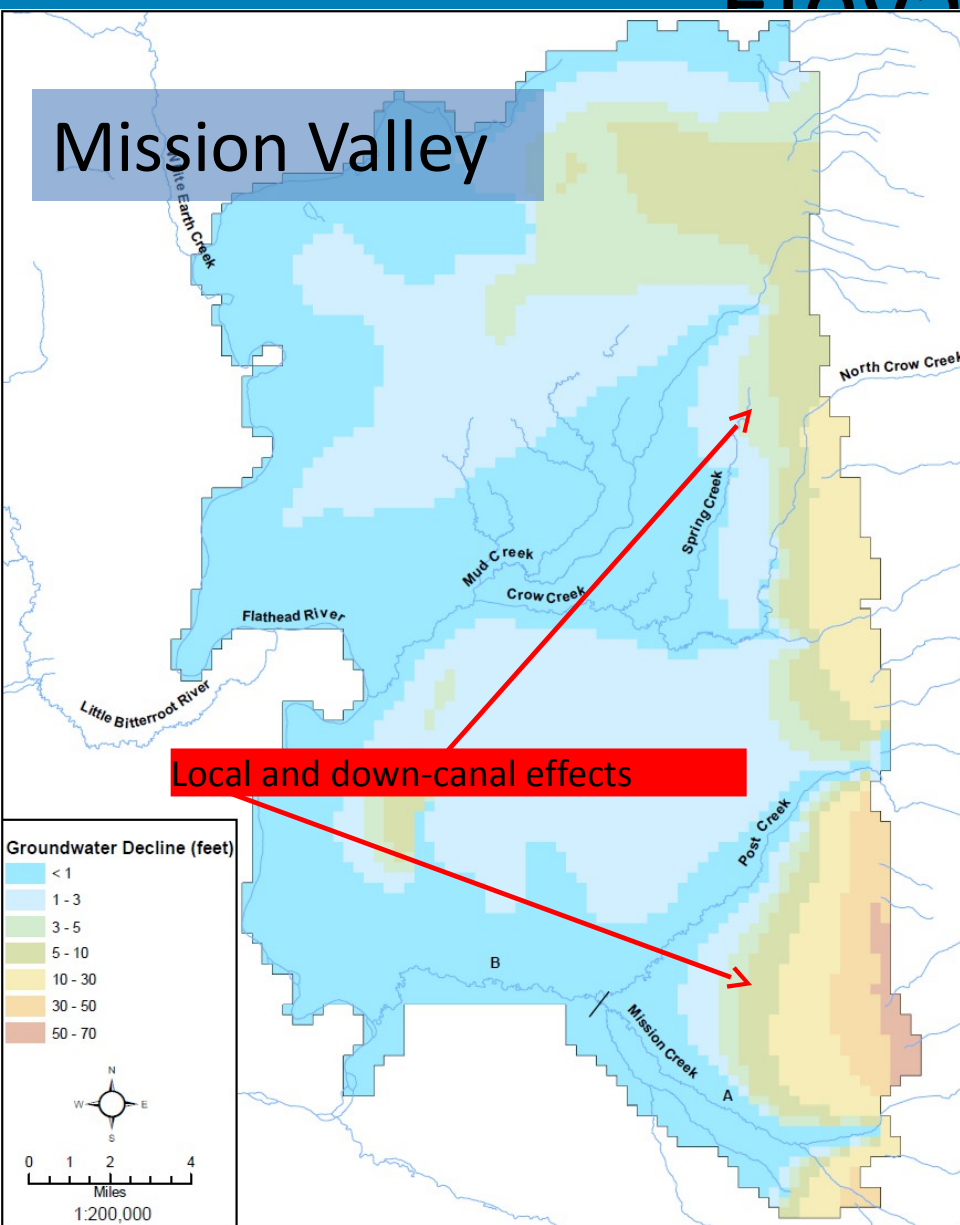 Mission Valley
White Earth Creek
North Crow Creek
Spring Creek
Mud Creek
Crow Creek
Flathead River
Little Bitterroot River
Local and down-canal effects
Post Creek
Groundwater Decline (feet)
< 1
1 - 3
3 - 5
5 - 10
10 - 30
30 - 50
50 - 70
B
Mission Creek
A
N
W
E
S
0 1 2 4
Miles
1:200,000